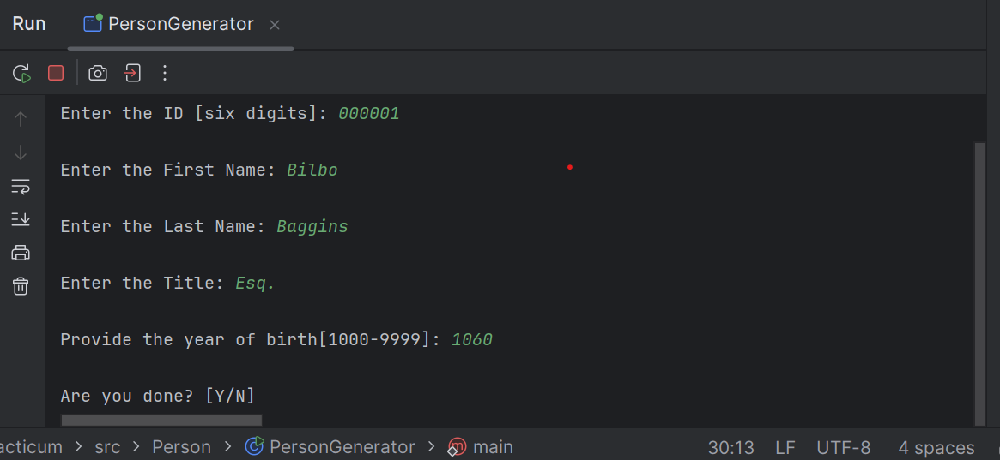 Run PersonGenerator
Enter the ID [six digits]: 000001
Enter the First Name: Bilbo
Enter the Last Name: Baggins
Enter the Title: Esq.
Provide the year of birth[1000-9999]: 1060
Are you done? [Y/N]
acticum > src > Person > PersonGenerator > main 30:13 LF UTF-8 4 spaces